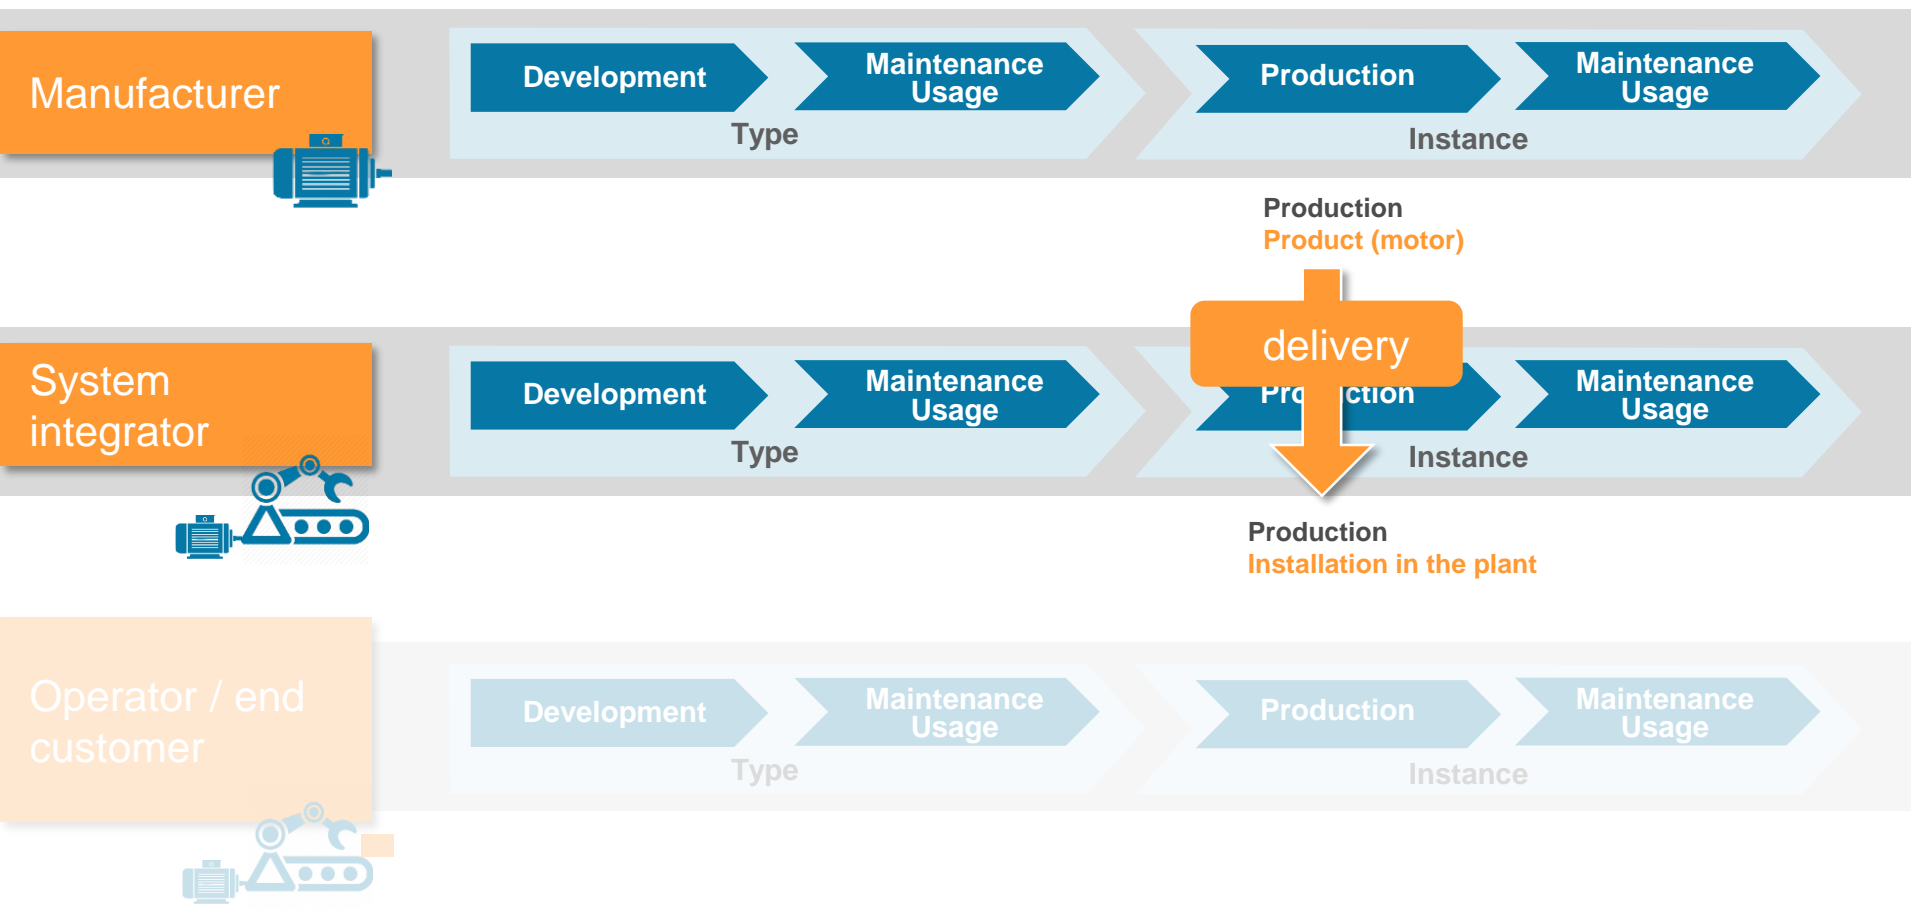 Manufacturer
Development
Maintenance
Usage
Type
Production
Maintenance
Usage
Instance
Production
Product (motor)
delivery
System
integrator
Development
Maintenance
Usage
Type
Production
Maintenance
Usage
Instance
Production
Installation in the plant
Operator / end
customer
Development
Maintenance
Usage
Type
Production
Maintenance
Usage
Instance